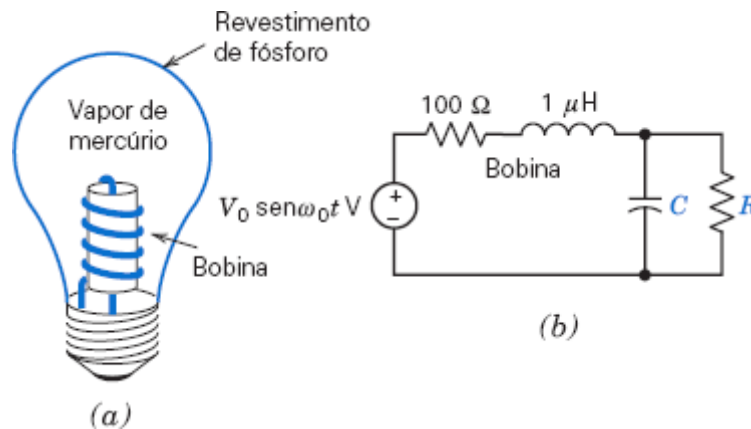 Revestimento
de fósforo
Vapor de
mercúrio
Bobina
(a)
100 Ω
1 μH
Bobina
V₀ senω₀t V
+
−
C
R
(b)